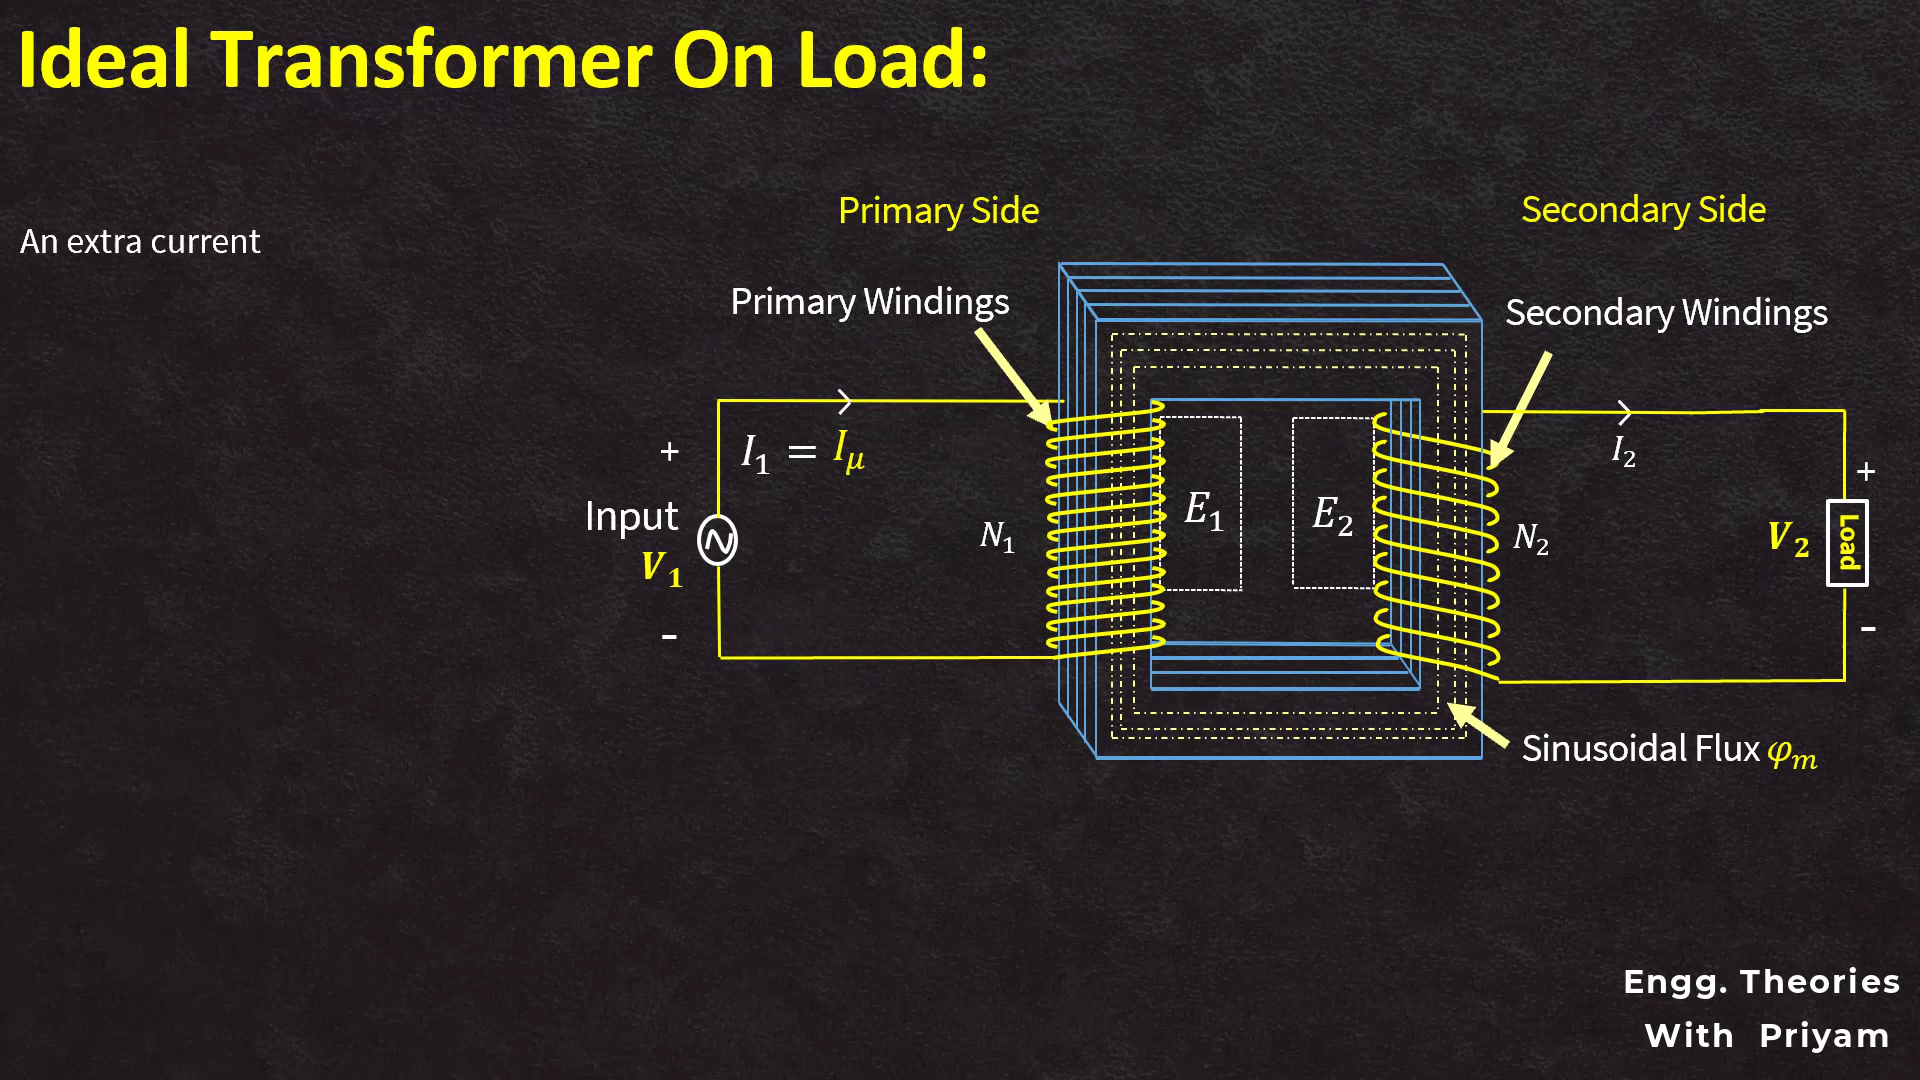 Ideal Transformer On Load:
Primary Side
Secondary Side
An extra current
Primary Windings
Secondary Windings
I₁ = I_μ
+
I₂
+
Input
V₁
N₁
E₁
E₂
N₂
V₂
Load
-
-
Sinusoidal Flux φₘ
Engg. Theories
With Priyam